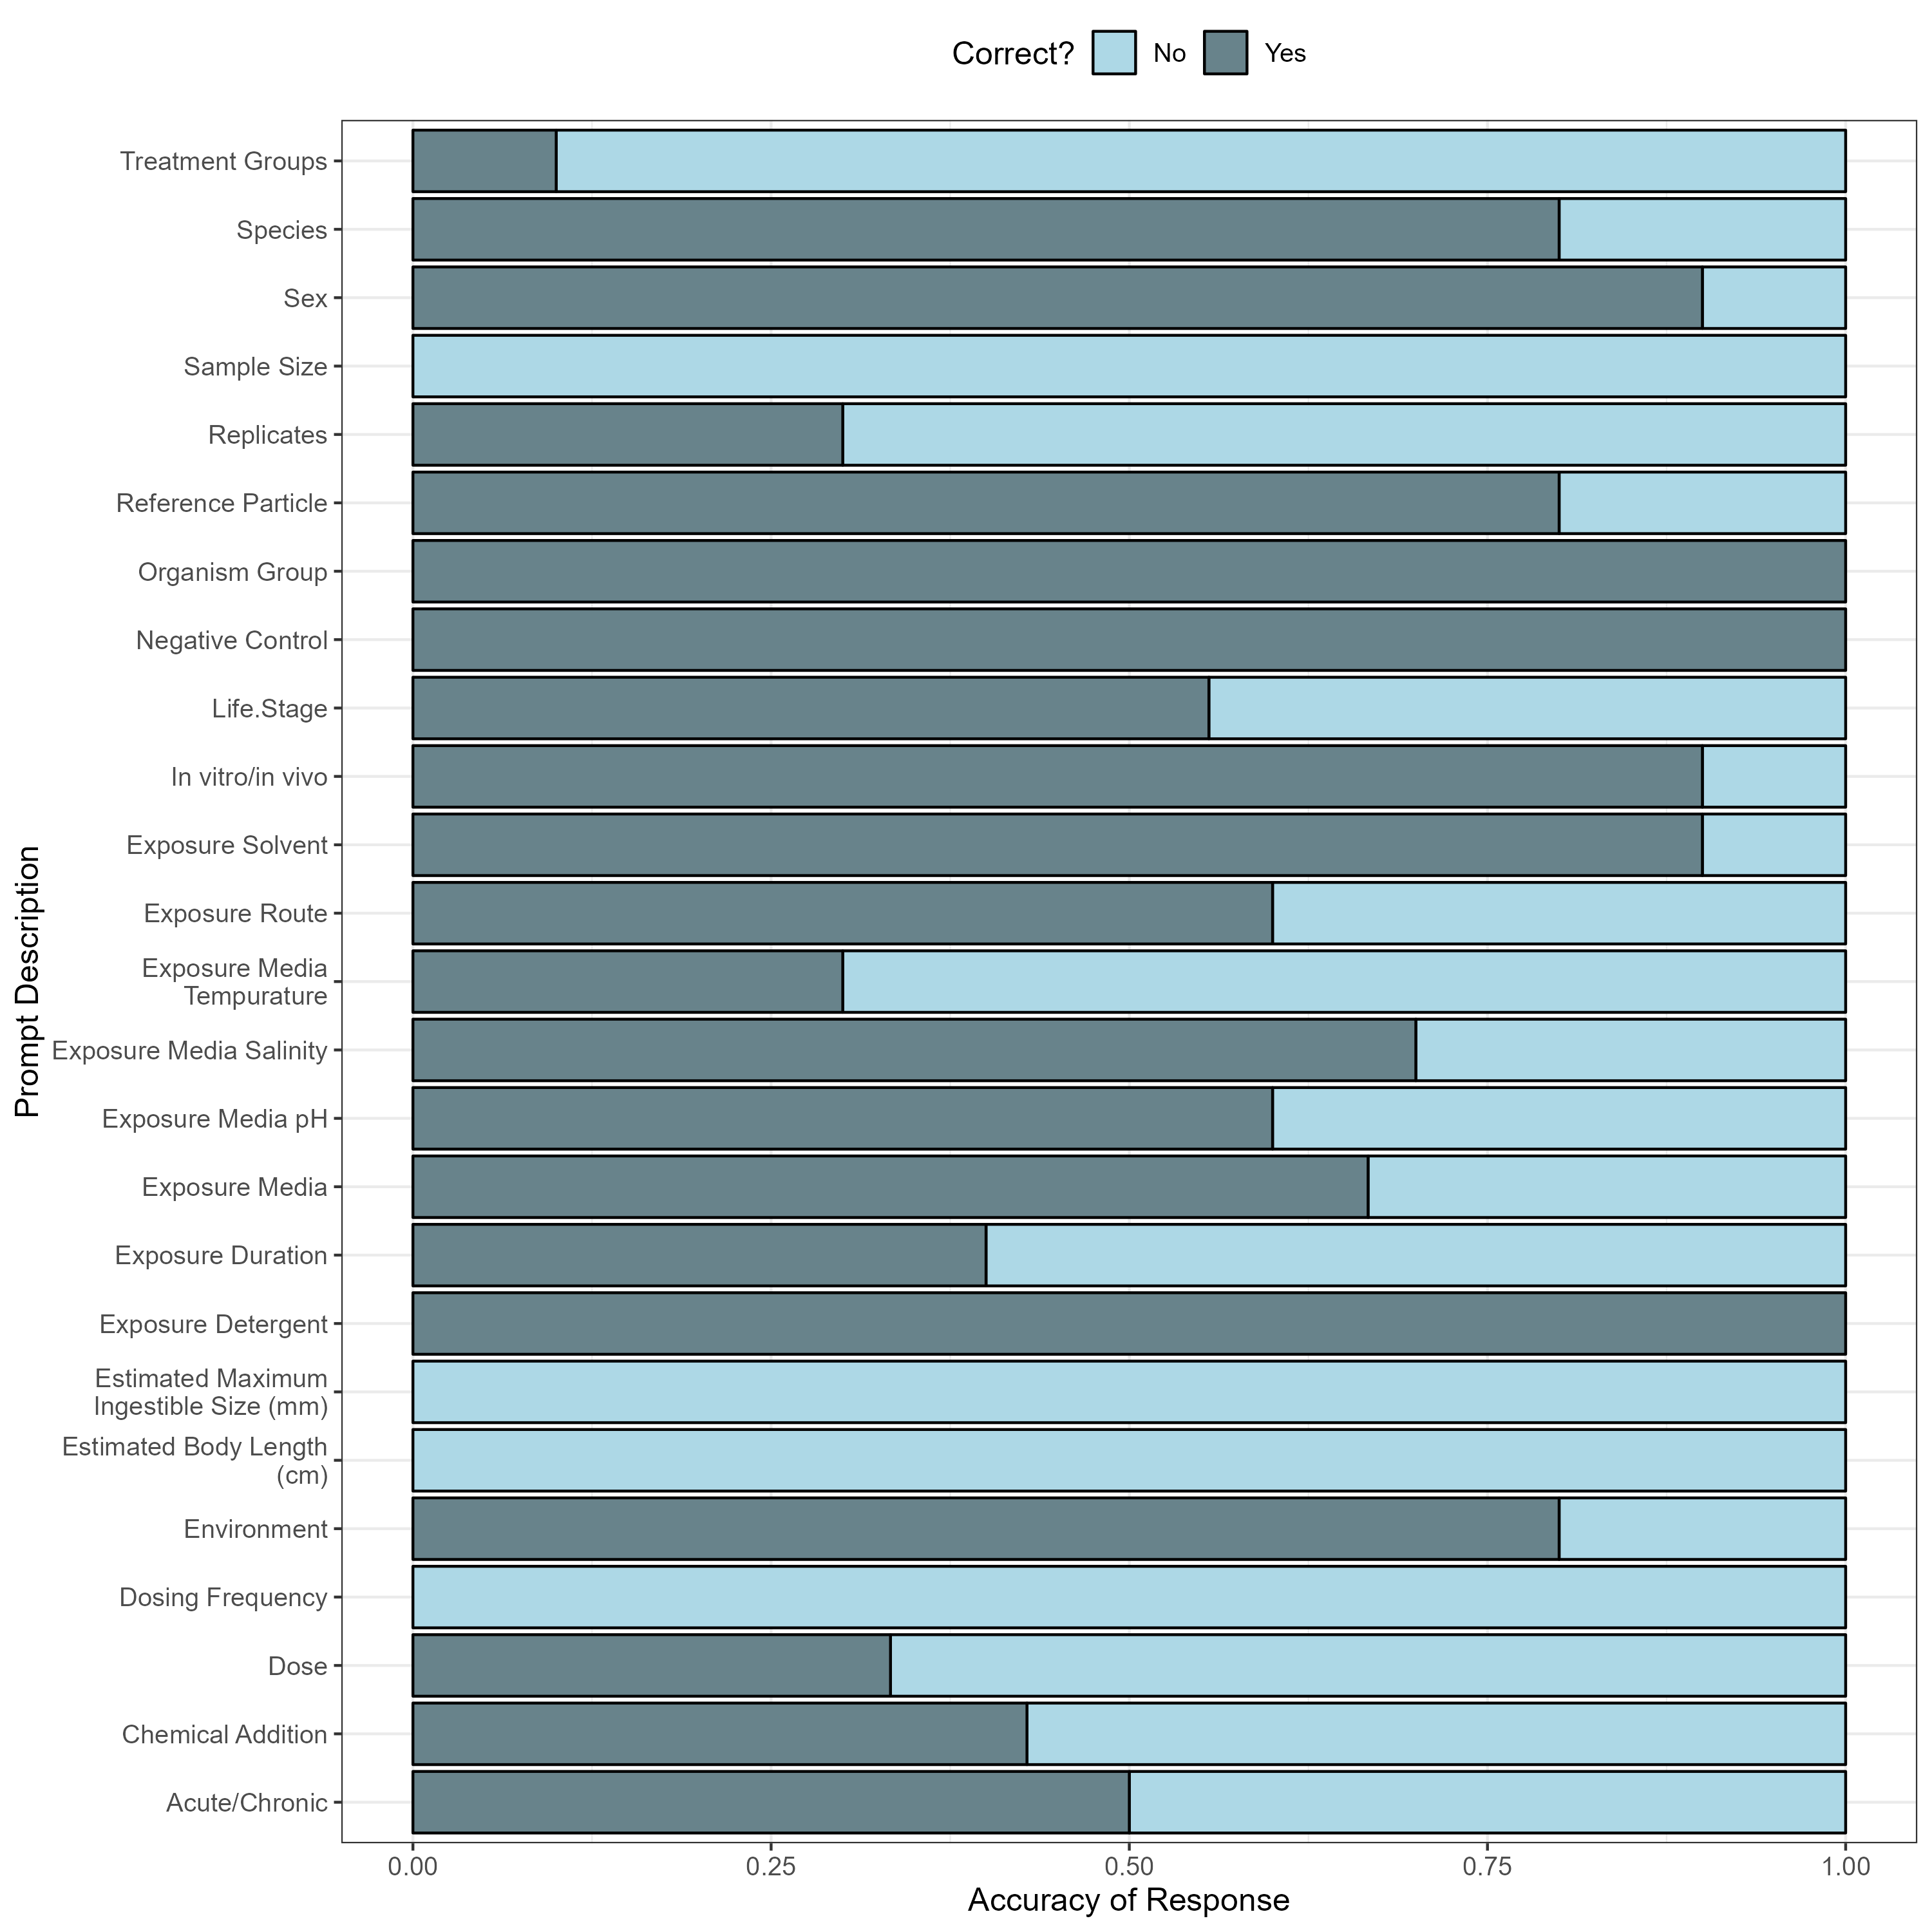 Correct? No Yes
Treatment Groups
Species
Sex
Sample Size
Replicates
Reference Particle
Organism Group
Negative Control
Life.Stage
In vitro/in vivo
Exposure Solvent
Exposure Route
Exposure Media
Tempurature
Exposure Media Salinity
Exposure Media pH
Exposure Media
Exposure Duration
Exposure Detergent
Estimated Maximum
Ingestible Size (mm)
Estimated Body Length
(cm)
Environment
Dosing Frequency
Dose
Chemical Addition
Acute/Chronic
Prompt Description
0.00 0.25 0.50 0.75 1.00
Accuracy of Response